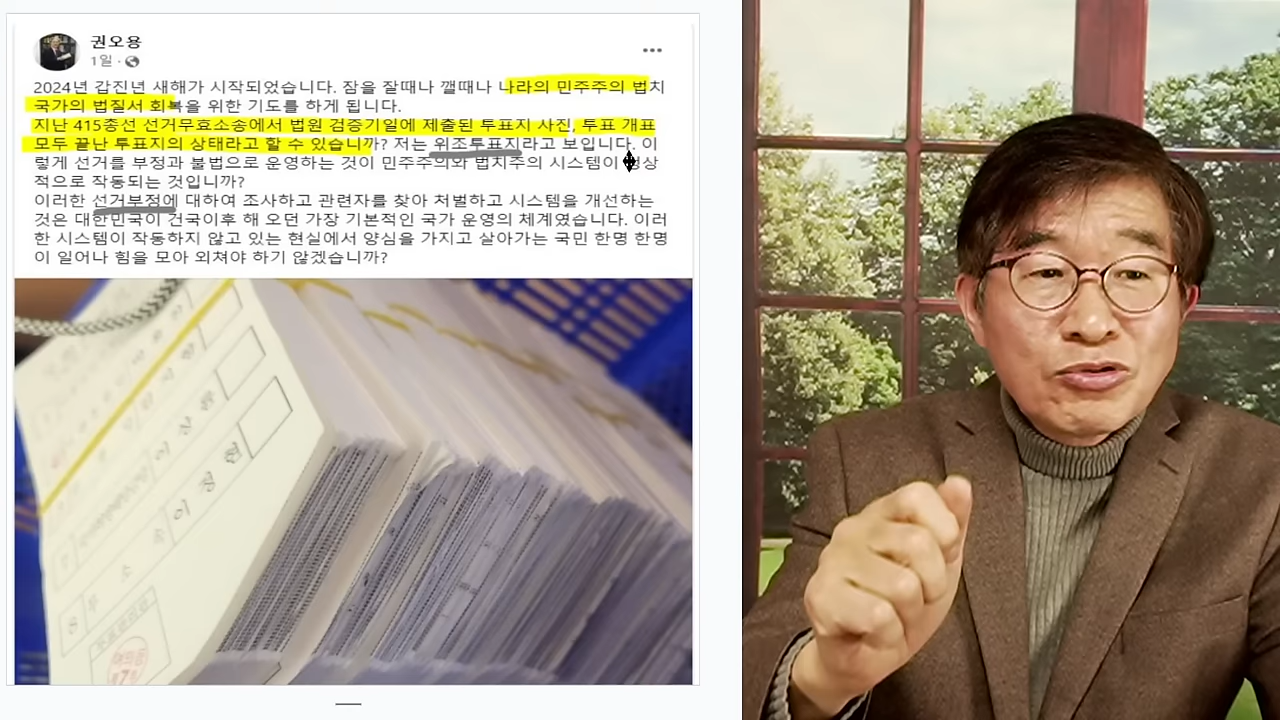 권오용
1일 ·
2024년 갑진년 새해가 시작되었습니다. 잠을 잘때나 깰때나 나라의 민주주의 법치
국가의 법질서 회복을 위한 기도를 하게 됩니다.
지난 415총선 선거무효소송에서 법원 검증기일에 제출된 투표지 사진, 투표 개표
모두 끝난 투표지의 상태라고 할 수 있습니까? 저는 위조투표지라고 보입니다. 이
렇게 선거를 부정과 불법으로 운영하는 것이 민주주의와 법치주의 시스템이 정상
적으로 작동되는 것입니까?
이러한 선거부정에 대하여 조사하고 관련자를 찾아 처벌하고 시스템을 개선하는
것은 대한민국이 건국이후 해 오던 가장 기본적인 국가 운영의 체계였습니다. 이러
한 시스템이 작동하지 않고 있는 현실에서 양심을 가지고 살아가는 국민 한명 한명
이 일어나 힘을 모아 외쳐야 하기 않겠습니까?